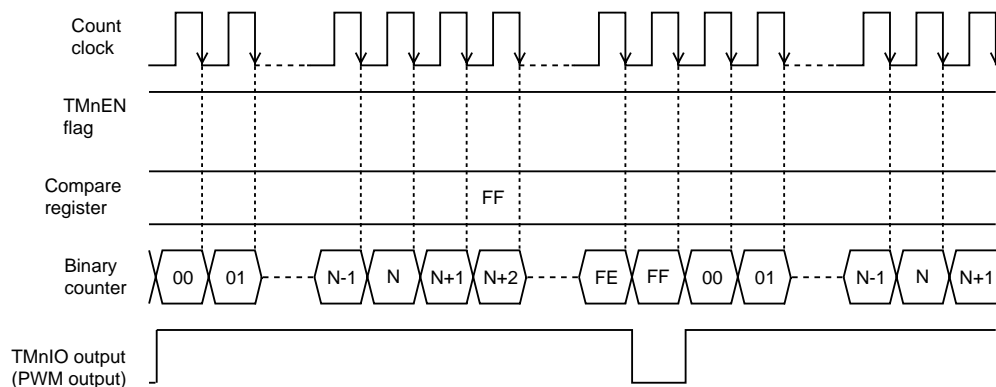 Count
clock
TMnEN
flag
Compare
register
FF
Binary
counter
00 01 N-1 N N+1 N+2 FE FF 00 01 N-1 N N+1
TMnIO output
(PWM output)